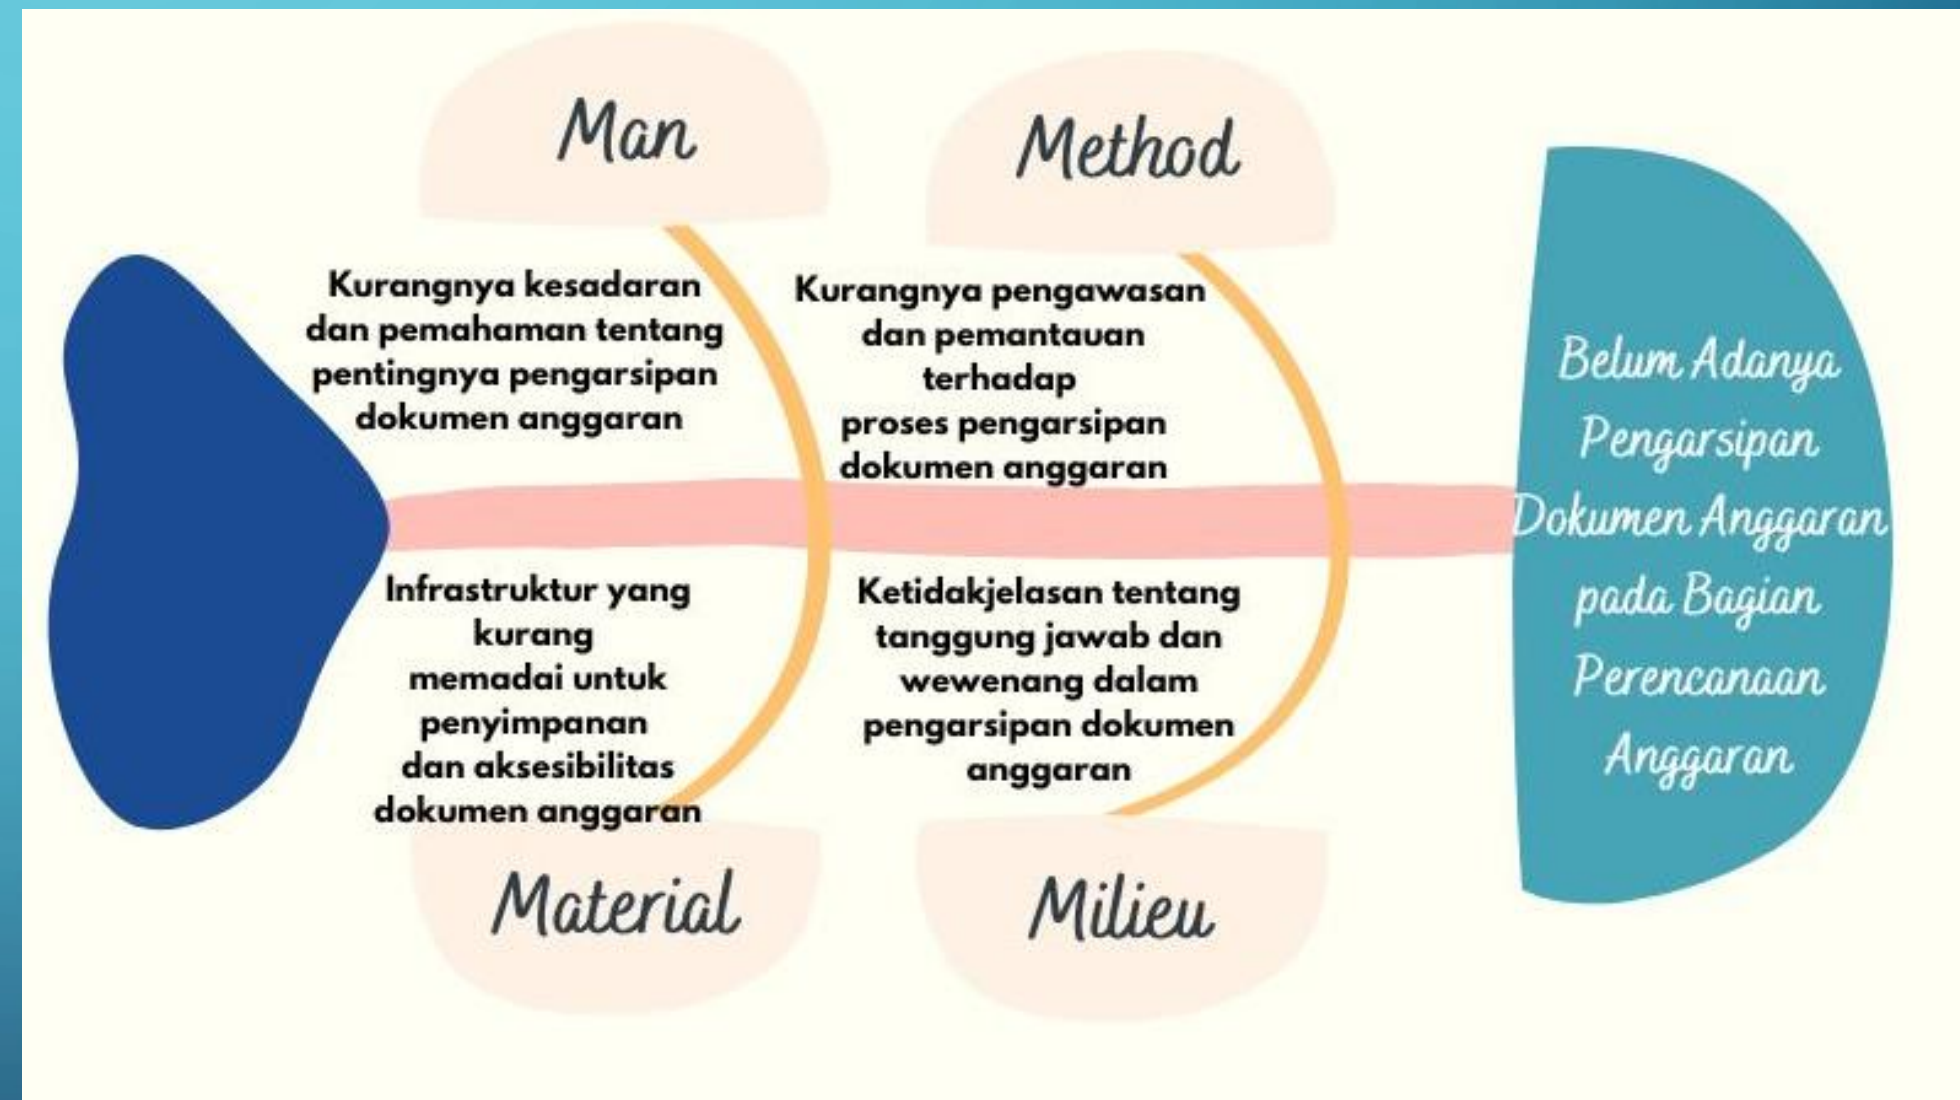 Man
Kurangnya kesadaran
dan pemahaman tentang
pentingnya pengarsipan
dokumen anggaran
Method
Kurangnya pengawasan
dan pemantauan
terhadap
proses pengarsipan
dokumen anggaran
Infrastruktur yang
kurang
memadai untuk
penyimpanan
dan aksesibilitas
dokumen anggaran
Material
Ketidakjelasan tentang
tanggung jawab dan
wewenang dalam
pengarsipan dokumen
anggaran
Milieu
Belum Adanya
Pengarsipan
Dokumen Anggaran
pada Bagian
Perencanaan
Anggaran